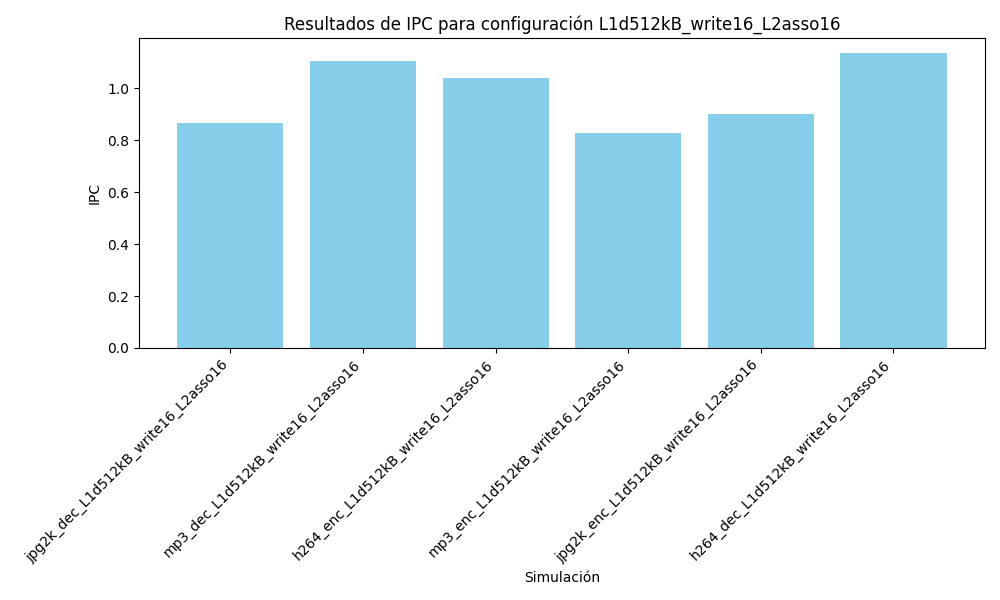 Resultados de IPC para configuración L1d512kB_write16_L2asso16
IPC
1.0
0.8
0.6
0.4
0.2
0.0
jpg2k_dec_L1d512kB_write16_L2asso16
mp3_dec_L1d512kB_write16_L2asso16
h264_enc_L1d512kB_write16_L2asso16
mp3_enc_L1d512kB_write16_L2asso16
jpg2k_enc_L1d512kB_write16_L2asso16
h264_dec_L1d512kB_write16_L2asso16
Simulación